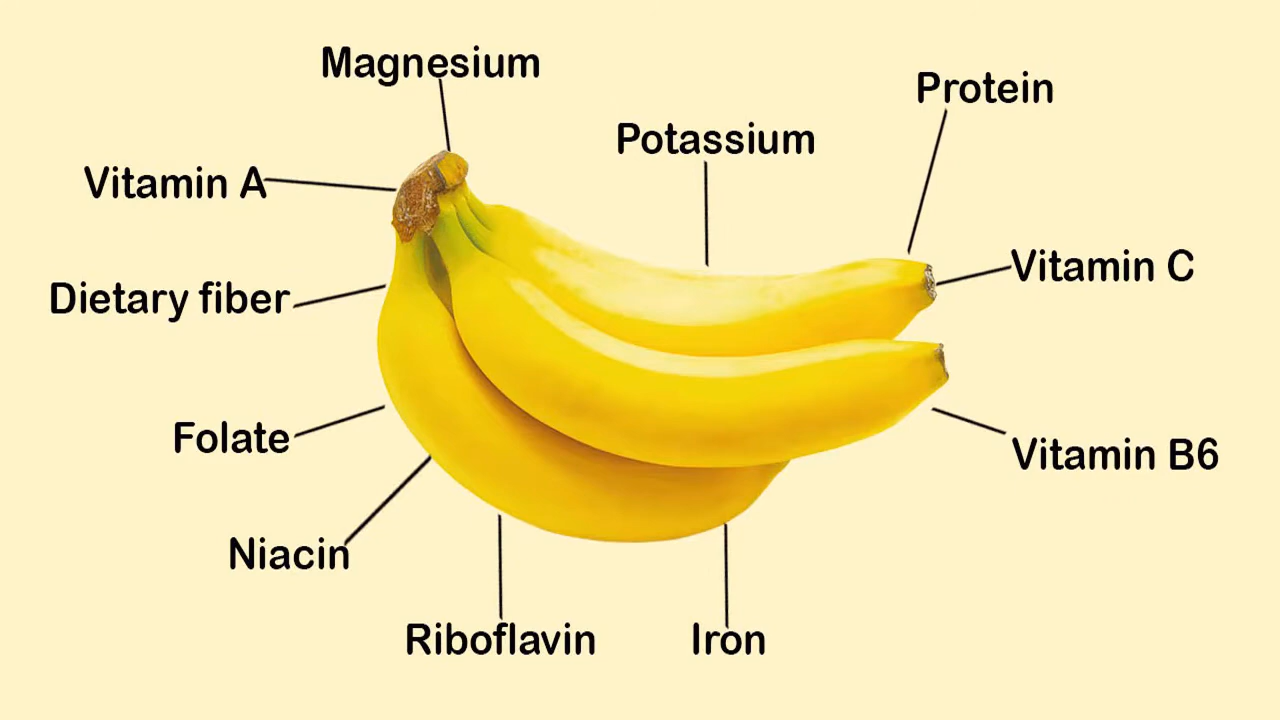 Magnesium
Protein
Potassium
Vitamin A
Vitamin C
Dietary fiber
Folate
Vitamin B6
Niacin
Riboflavin
Iron